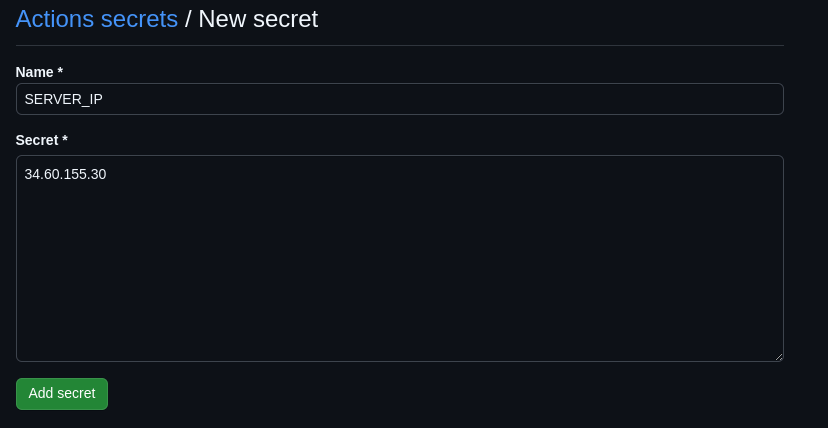 Actions secrets / New secret
Name *
SERVER_IP
Secret *
34.60.155.30
Add secret